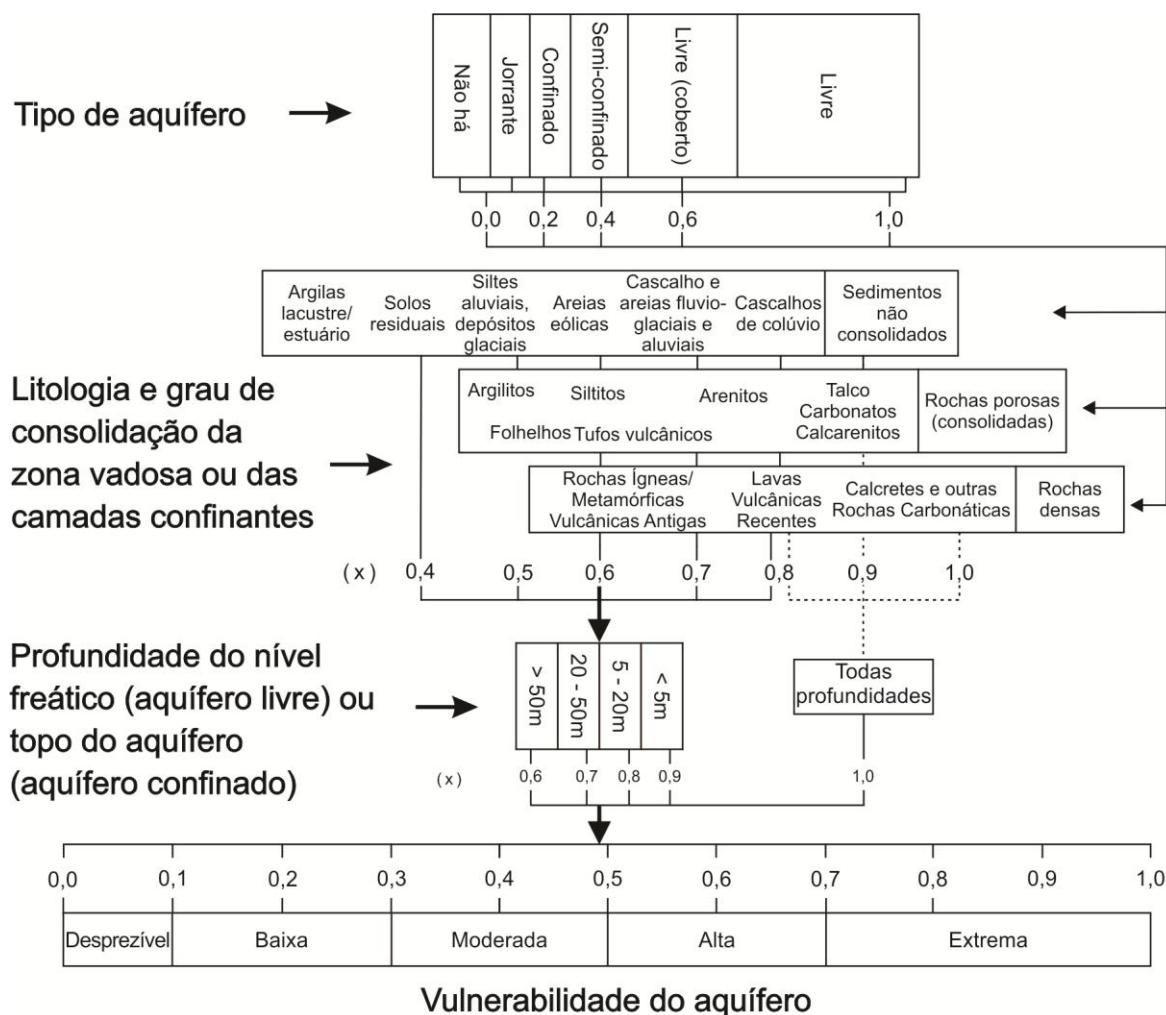 Tipo de aquífero
Não há
Jorrante
Confinado
Semi-confinado
Livre (coberto)
Livre
0,0
0,2
0,4
0,6
1,0
Litologia e grau de
consolidação da
zona vadosa ou das
camadas confinantes
Argilas
lacustre/
estuário
Solos
residuais
Siltes
aluviais,
depósitos
glaciais
Areias
eólicas
Cascalho e
areias fluvio-
glaciais e
aluviais
Cascalhos
de colúvio
Sedimentos
não
consolidados
Argilitos
Folhelhos
Siltitos
Tufos vulcânicos
Arenitos
Talco
Carbonatos
Calcarenitos
Rochas porosas
(consolidadas)
Rochas Ígneas/
Metamórficas
Vulcânicas Antigas
Lavas
Vulcânicas
Recentes
Calcretes e outras
Rochas Carbonáticas
Rochas
densas
(x)
0,4
0,5
0,6
0,7
0,8
0,9
1,0
Profundidade do nível
freático (aquífero livre) ou
topo do aquífero
(aquífero confinado)
> 50m
20 - 50m
5 - 20m
< 5m
Todas
profundidades
(x)
0,6
0,7
0,8
0,9
1,0
0,0
0,1
0,2
0,3
0,4
0,5
0,6
0,7
0,8
0,9
1,0
Desprezível
Baixa
Moderada
Alta
Extrema
Vulnerabilidade do aquífero